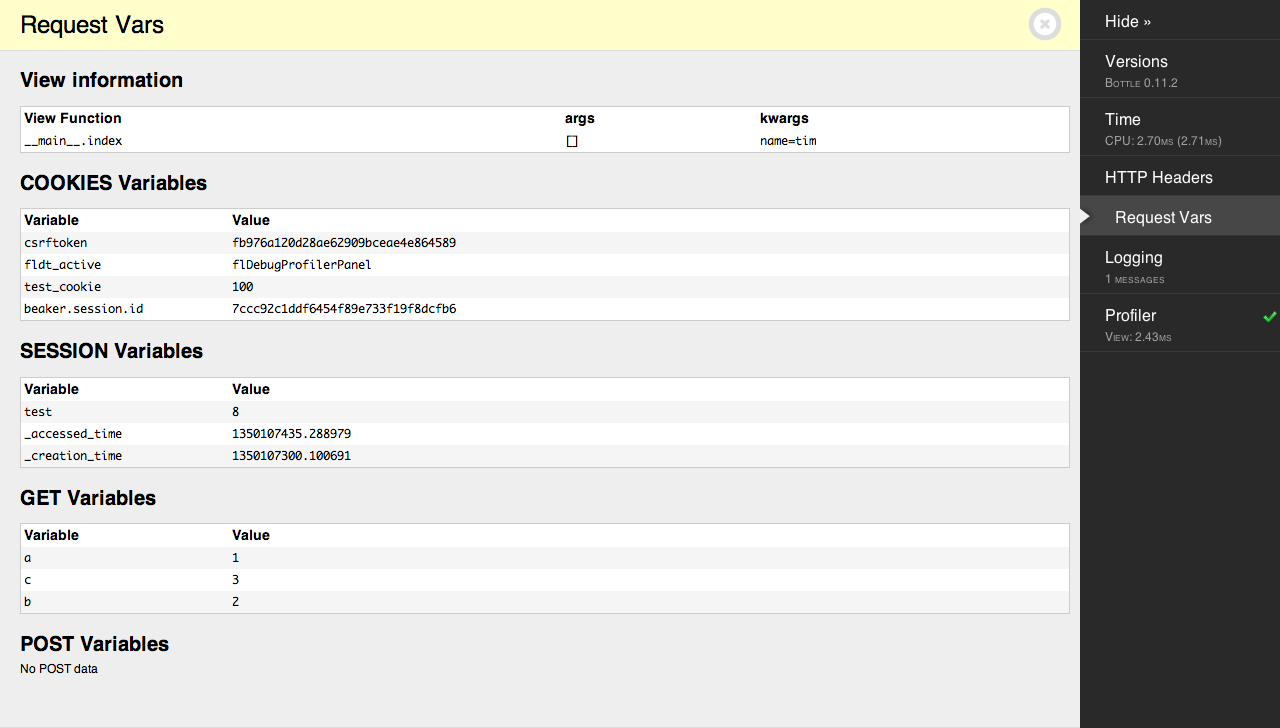 Request Vars
View information
View Function args kwargs
__main__.index [] name=tim
COOKIES Variables
Variable Value
csrftoken fb976a120d28ae62909bceae4e864589
fldt_active flDebugProfilerPanel
test_cookie 100
beaker.session.id 7ccc92c1ddf6454f89e733f19f8dcfb6
SESSION Variables
Variable Value
test 8
_accessed_time 1350107435.288979
_creation_time 1350107300.100691
GET Variables
Variable Value
a 1
c 3
b 2
POST Variables
No POST data
Hide »
Versions
Bottle 0.11.2
Time
CPU: 2.70ms (2.71ms)
HTTP Headers
Request Vars
Logging
1 messages
Profiler
View: 2.43ms